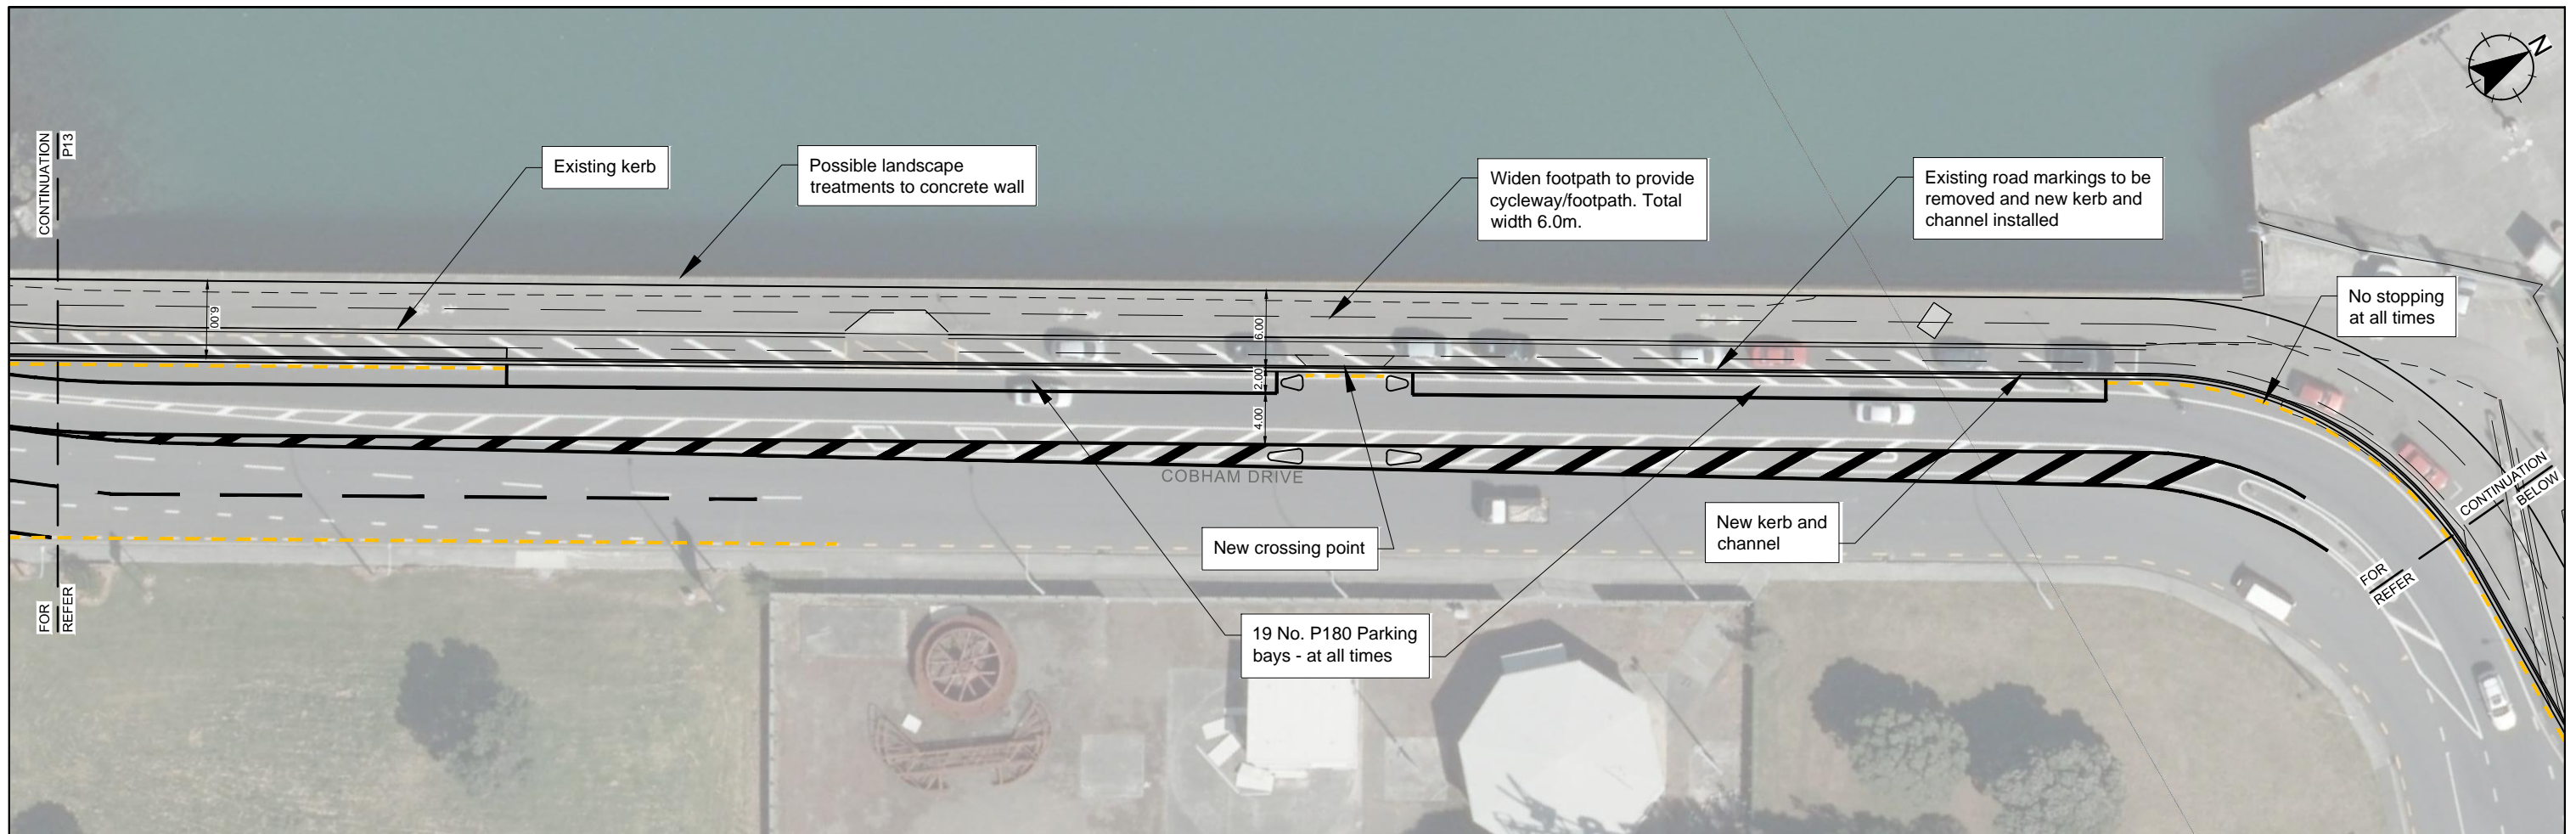 CONTINUATION
P13
FOR
REFER
Existing kerb
Possible landscape
treatments to concrete wall
Widen footpath to provide
cycleway/footpath. Total
width 6.0m.
Existing road markings to be
removed and new kerb and
channel installed
No stopping
at all times
N
6.00
6.00
2.00
4.00
COBHAM DRIVE
New crossing point
New kerb and
channel
19 No. P180 Parking
bays - at all times
CONTINUATION
BELOW
FOR
REFER